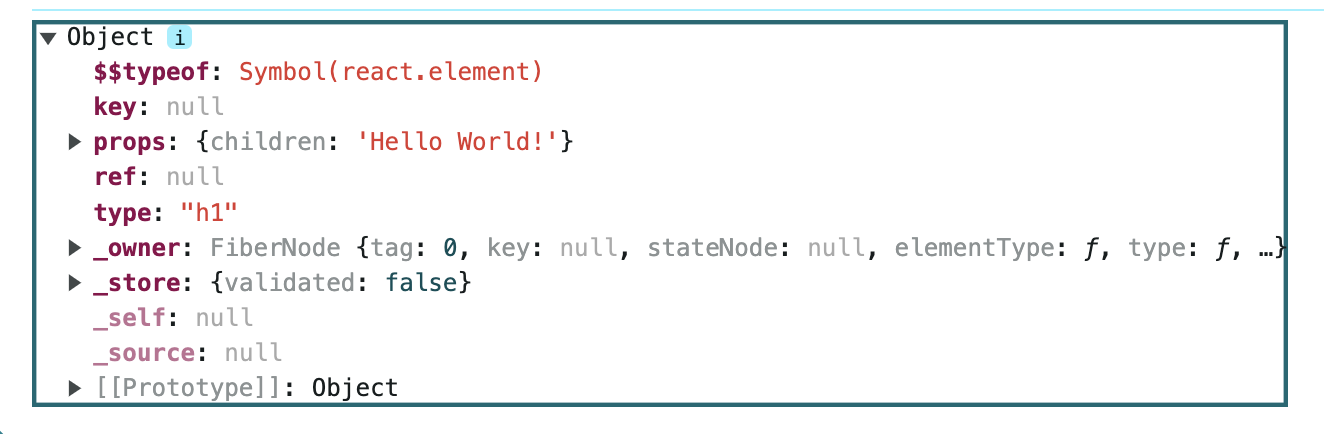 ▼ Object i
$$typeof: Symbol(react.element)
key: null
▶ props: {children: 'Hello World!'}
ref: null
type: "h1"
▶ _owner: FiberNode {tag: 0, key: null, stateNode: null, elementType: ƒ, type: ƒ, …}
▶ _store: {validated: false}
_self: null
_source: null
▶ [[Prototype]]: Object